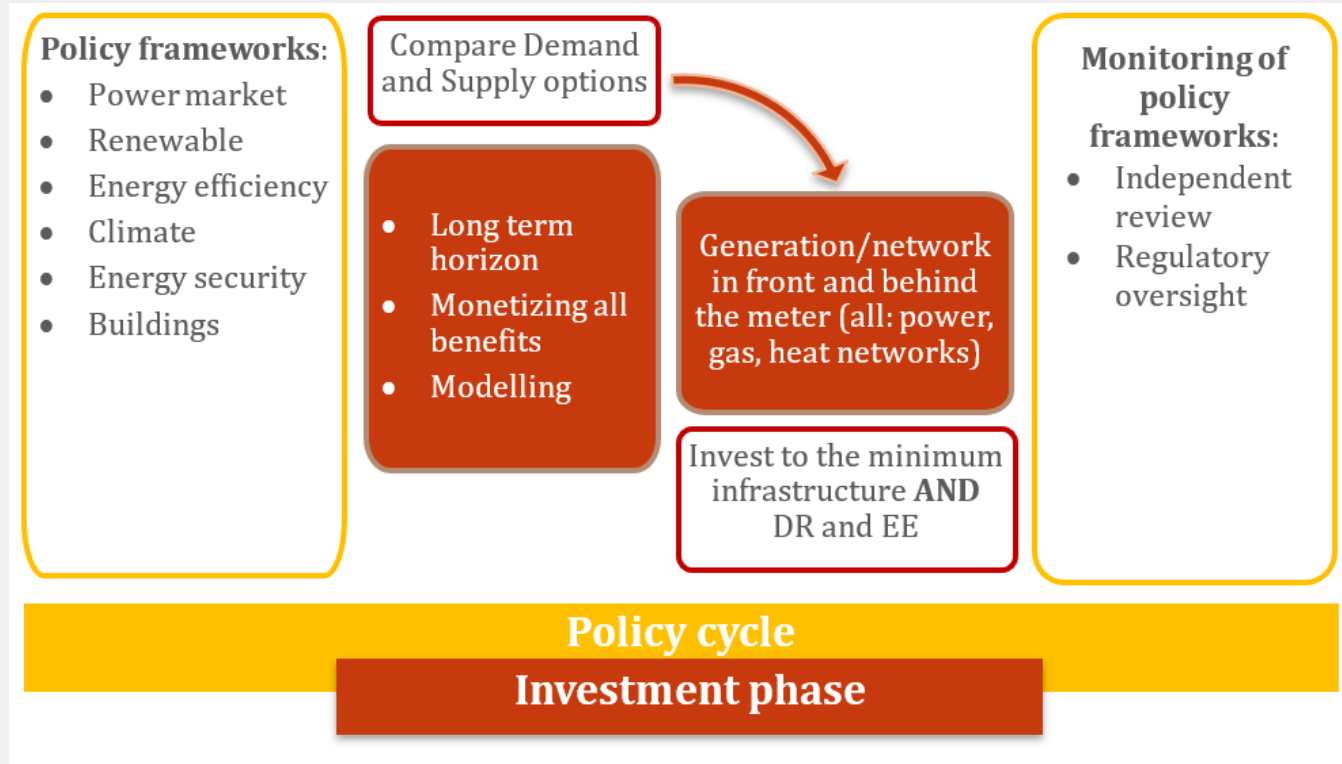 Policy frameworks:
• Power market
• Renewable
• Energy efficiency
• Climate
• Energy security
• Buildings
Compare Demand
and Supply options
• Long term
horizon
• Monetizing all
benefits
• Modelling
Generation/network
in front and behind
the meter (all: power,
gas, heat networks)
Invest to the minimum
infrastructure AND
DR and EE
Monitoring of
policy
frameworks:
• Independent
review
• Regulatory
oversight
Policy cycle
Investment phase